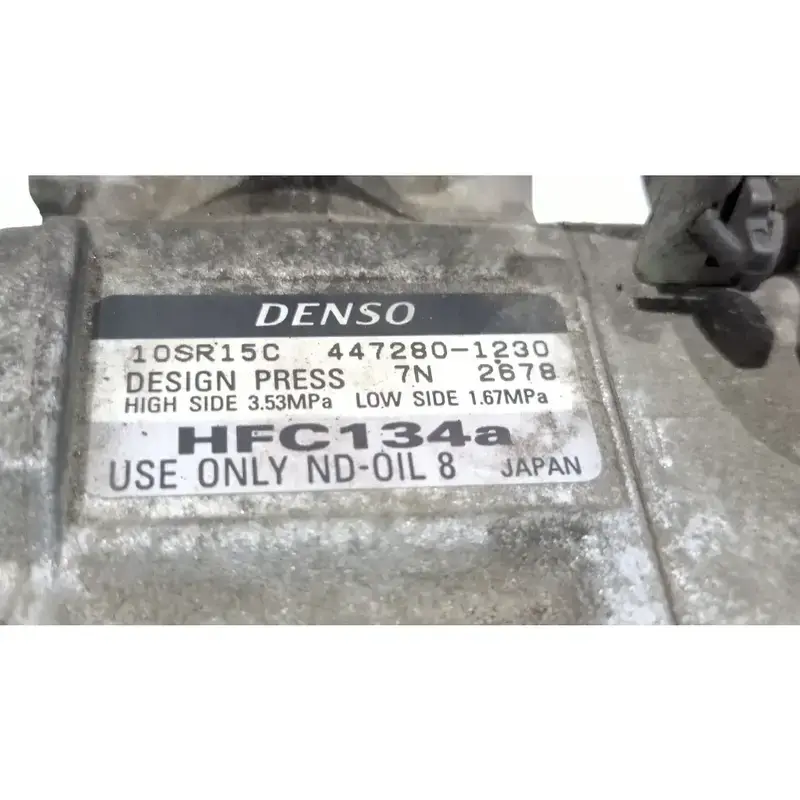 DENSO
10SR15C 447280-1230
DESIGN PRESS 7N 2678
HIGH SIDE 3.53MPa LOW SIDE 1.67MPa
HFC134a
USE ONLY ND-OIL 8 JAPAN